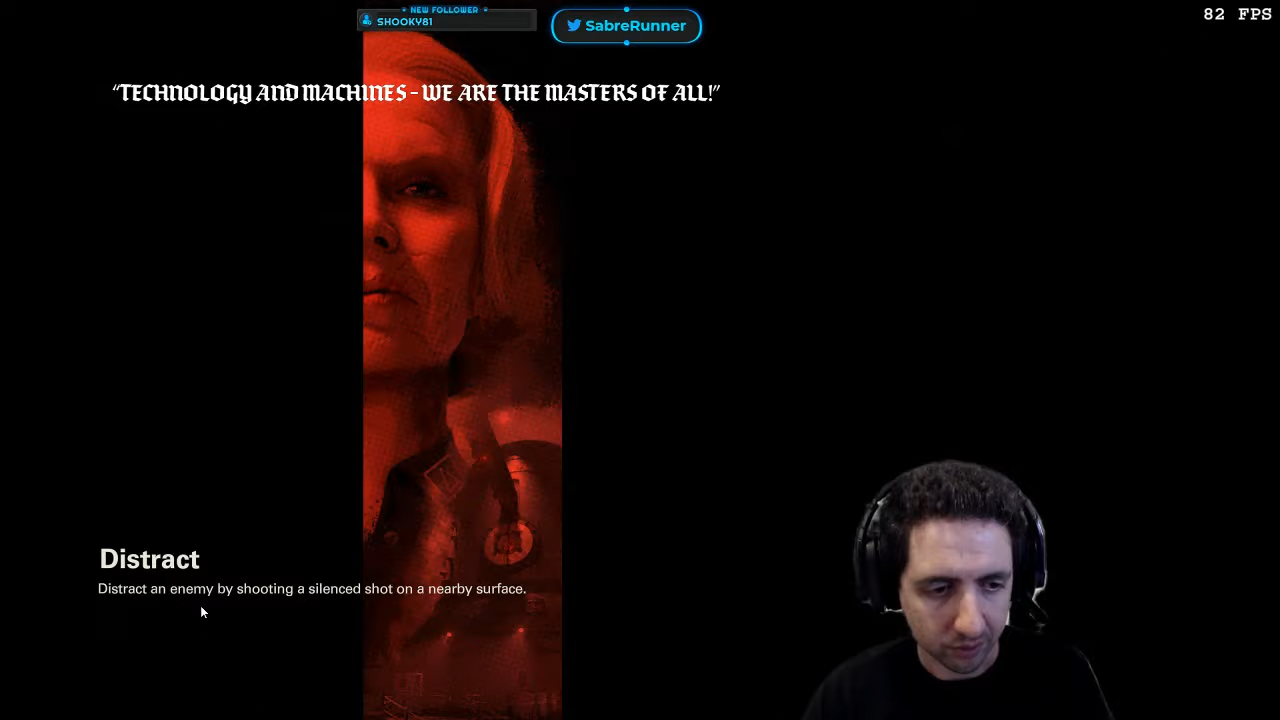 NEW FOLLOWER
SHOOKY81
SabreRunner
82 FPS
“TECHNOLOGY AND MACHINES - WE ARE THE MASTERS OF ALL!”
Distract
Distract an enemy by shooting a silenced shot on a nearby surface.